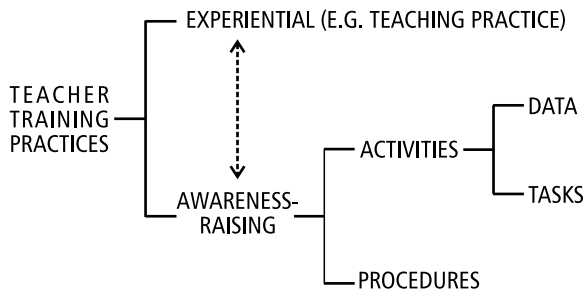 EXPERIENTIAL (E.G. TEACHING PRACTICE)
TEACHER
TRAINING
PRACTICES
DATA
ACTIVITIES
TASKS
AWARENESS-
RAISING
PROCEDURES